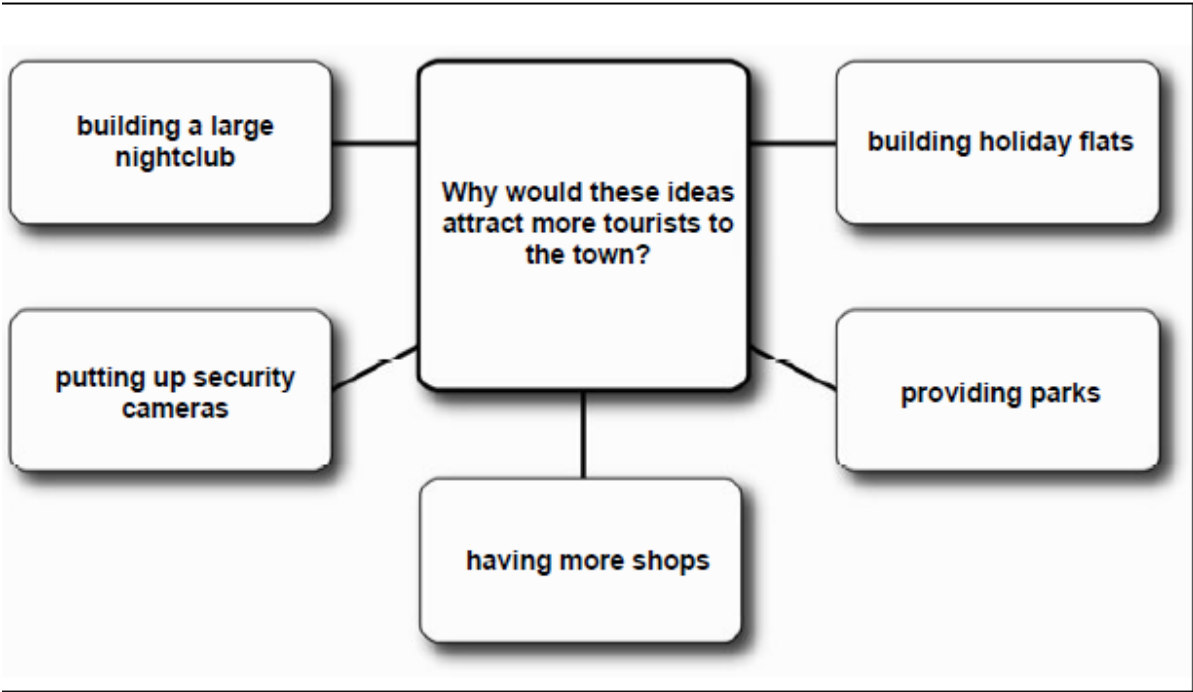 building a large
nightclub
Why would these ideas
attract more tourists to
the town?
building holiday flats
putting up security
cameras
providing parks
having more shops